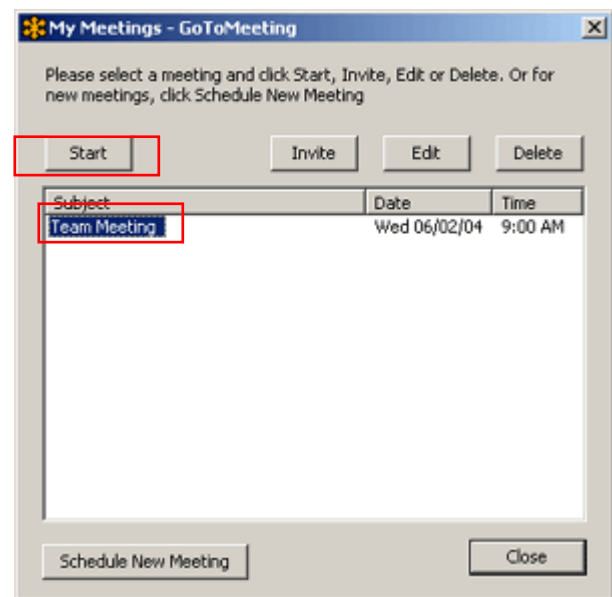 My Meetings - GoToMeeting
Please select a meeting and click Start, Invite, Edit or Delete. Or for
new meetings, click Schedule New Meeting
Start Invite Edit Delete
Subject Date Time
Team Meeting Wed 06/02/04 9:00 AM
Schedule New Meeting Close